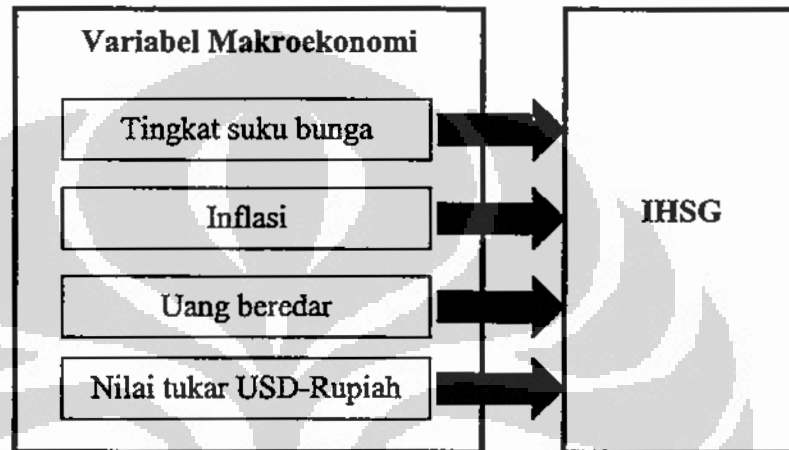 Variabel Makroekonomi
Tingkat suku bunga
Inflasi
IHSG
Uang beredar
Nilai tukar USD-Rupiah